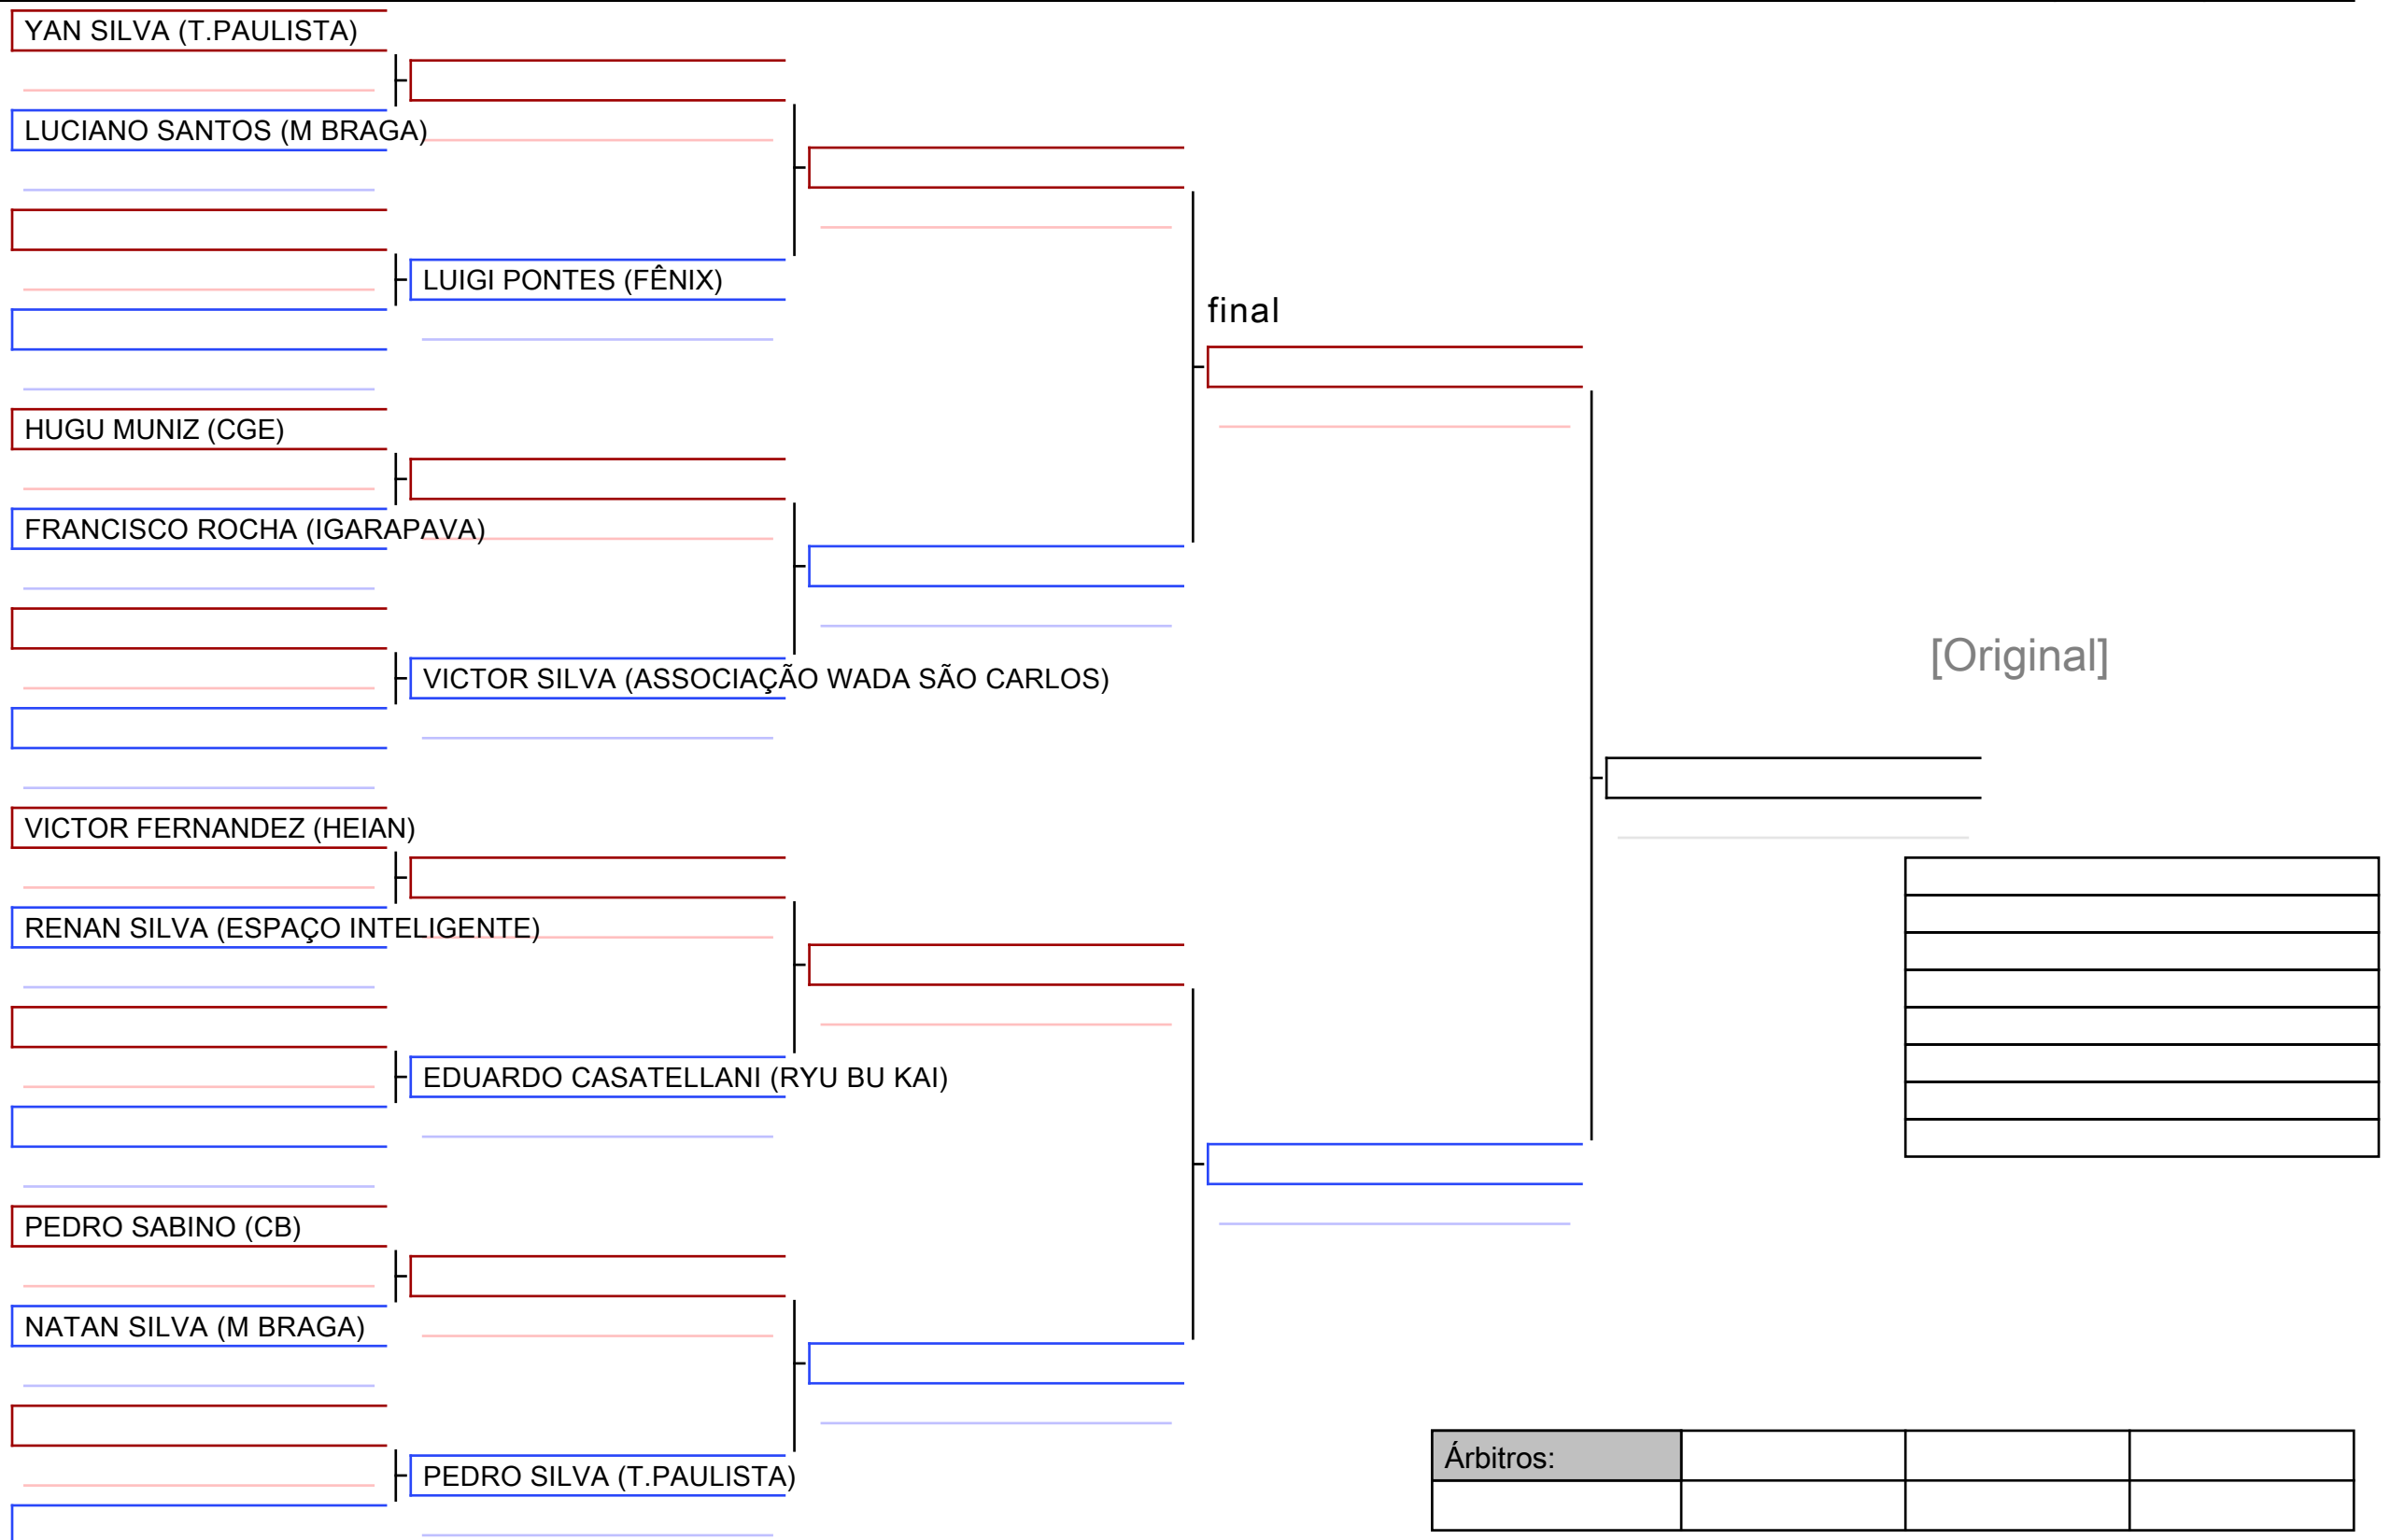 YAN SILVA (T.PAULISTA)
LUCIANO SANTOS (M BRAGA)
LUIGI PONTES (FÊNIX)
final
HUGU MUNIZ (CGE)
FRANCISCO ROCHA (IGARAPAVA)
[Original]
VICTOR SILVA (ASSOCIAÇÃO WADA SÃO CARLOS)
VICTOR FERNANDEZ (HEIAN)
RENAN SILVA (ESPAÇO INTELIGENTE)
EDUARDO CASATELLANI (RYU BU KAI)
PEDRO SABINO (CB)
NATAN SILVA (M BRAGA)
Árbitros:
PEDRO SILVA (T.PAULISTA)